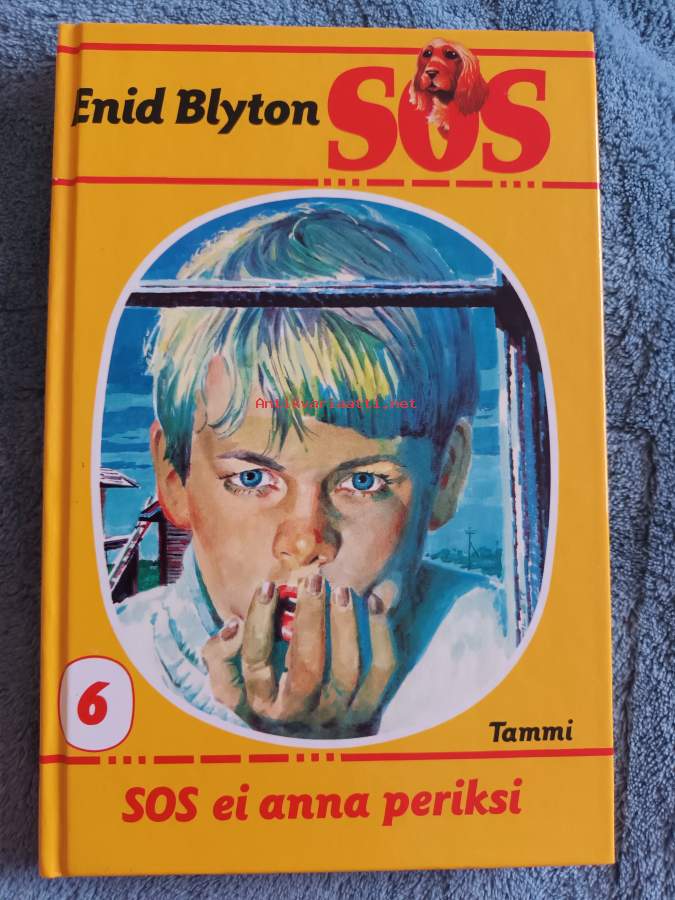 Enid Blyton
SOS
Antikvariaatti.net
6
Tammi
SOS ei anna periksi